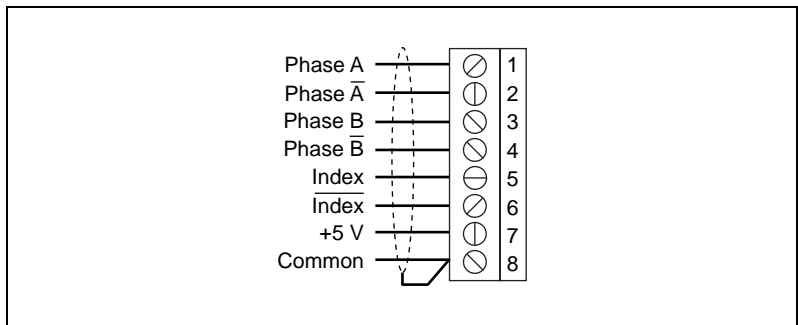 Phase A 1
Phase A̅ 2
Phase B 3
Phase B̅ 4
Index 5
I̅n̅d̅e̅x̅ 6
+5 V 7
Common 8